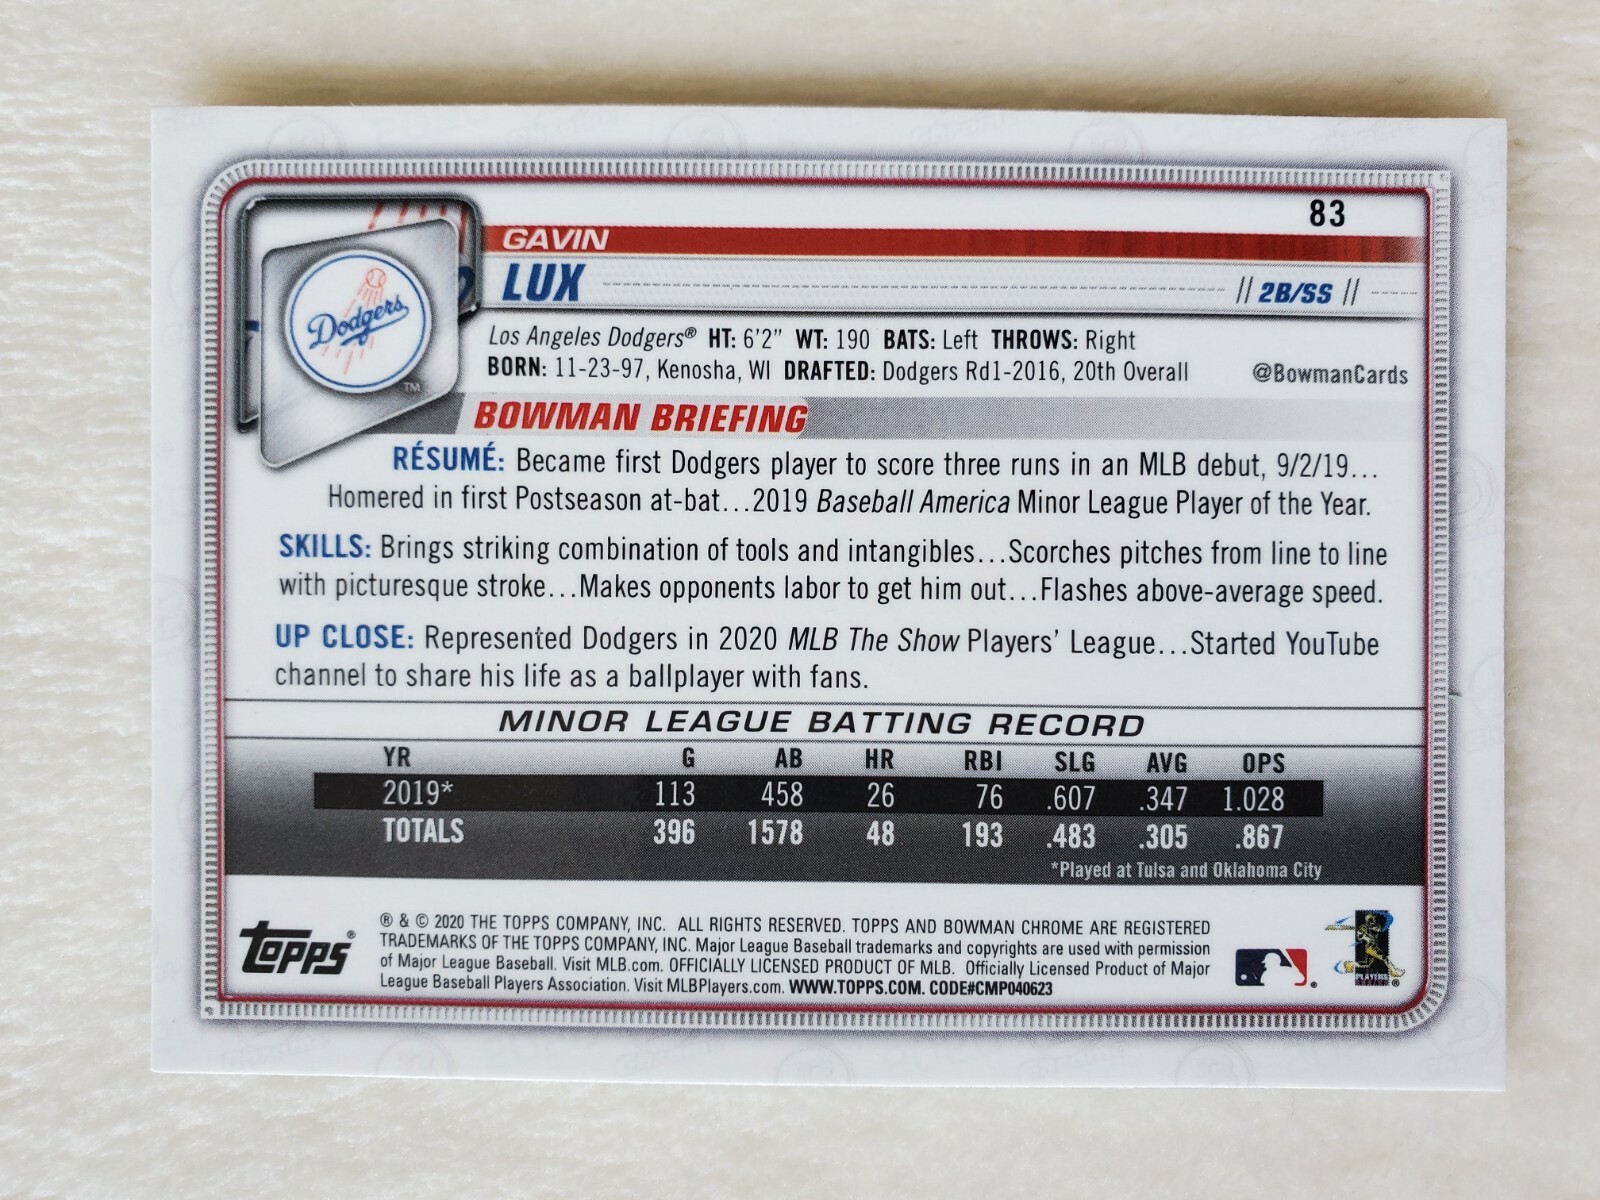 83
GAVIN
LUX // 2B/SS //
Dodgers
TM
Los Angeles Dodgers® HT: 6'2" WT: 190 BATS: Left THROWS: Right
BORN: 11-23-97, Kenosha, WI DRAFTED: Dodgers Rd1-2016, 20th Overall @BowmanCards
BOWMAN BRIEFING
RÉSUMÉ: Became first Dodgers player to score three runs in an MLB debut, 9/2/19...
Homered in first Postseason at-bat...2019 Baseball America Minor League Player of the Year.
SKILLS: Brings striking combination of tools and intangibles...Scorches pitches from line to line
with picturesque stroke...Makes opponents labor to get him out...Flashes above-average speed.
UP CLOSE: Represented Dodgers in 2020 MLB The Show Players' League...Started YouTube
channel to share his life as a ballplayer with fans.
MINOR LEAGUE BATTING RECORD
YR G AB HR RBI SLG AVG OPS
2019* 113 458 26 76 .607 .347 1.028
TOTALS 396 1578 48 193 .483 .305 .867
*Played at Tulsa and Oklahoma City
topps®
® & © 2020 THE TOPPS COMPANY, INC. ALL RIGHTS RESERVED. TOPPS AND BOWMAN CHROME ARE REGISTERED
TRADEMARKS OF THE TOPPS COMPANY, INC. Major League Baseball trademarks and copyrights are used with permission
of Major League Baseball. Visit MLB.com. OFFICIALLY LICENSED PRODUCT OF MLB. Officially Licensed Product of Major
League Baseball Players Association. Visit MLBPlayers.com. WWW.TOPPS.COM. CODE#CMP040623
PLAYERS